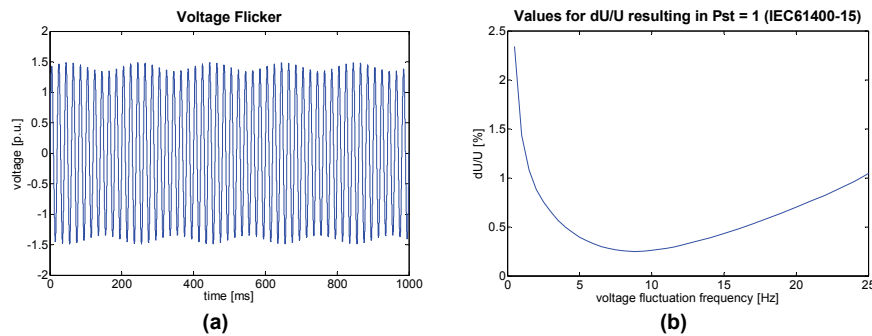 Voltage Flicker
2
1.5
1
0.5
0
-0.5
-1
-1.5
-2
voltage [p.u.]
0 200 400 600 800 1000
time [ms]
(a)
Values for dU/U resulting in Pst = 1 (IEC61400-15)
2.5
2
1.5
1
0.5
0
dU/U [%]
0 5 10 15 20 25
voltage fluctuation frequency [Hz]
(b)